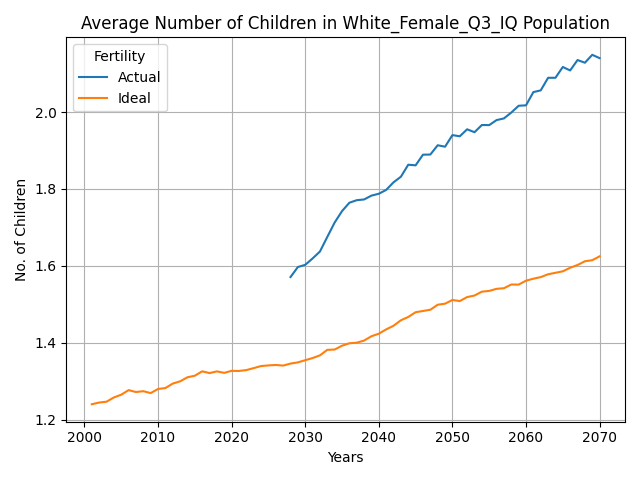 Average Number of Children in White_Female_Q3_IQ Population
Fertility
Actual
Ideal
No. of Children
2.0
1.8
1.6
1.4
1.2
2000 2010 2020 2030 2040 2050 2060 2070
Years